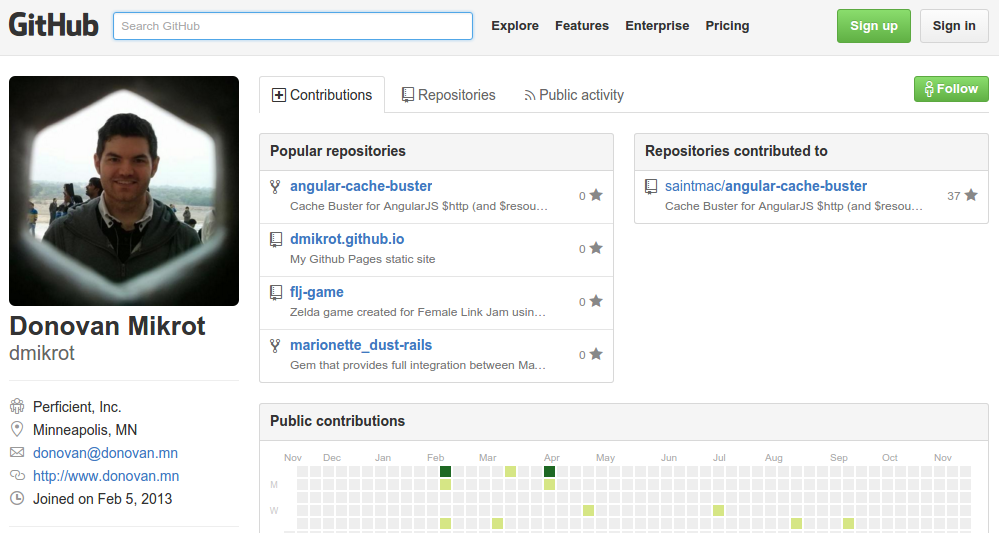 GitHub Search GitHub Explore Features Enterprise Pricing Sign up Sign in
Contributions Repositories Public activity Follow
Donovan Mikrot
dmikrot
Perficient, Inc.
Minneapolis, MN
donovan@donovan.mn
http://www.donovan.mn
Joined on Feb 5, 2013
Popular repositories
angular-cache-buster
Cache Buster for AngularJS $http (and $resou…
0
dmikrot.github.io
My Github Pages static site
0
flj-game
Zelda game created for Female Link Jam usin…
0
marionette_dust-rails
Gem that provides full integration between Ma…
0
Repositories contributed to
saintmac/angular-cache-buster
Cache Buster for AngularJS $http (and $resou…
37
Public contributions
Nov Dec Jan Feb Mar Apr May Jun Jul Aug Sep Oct Nov
M
W